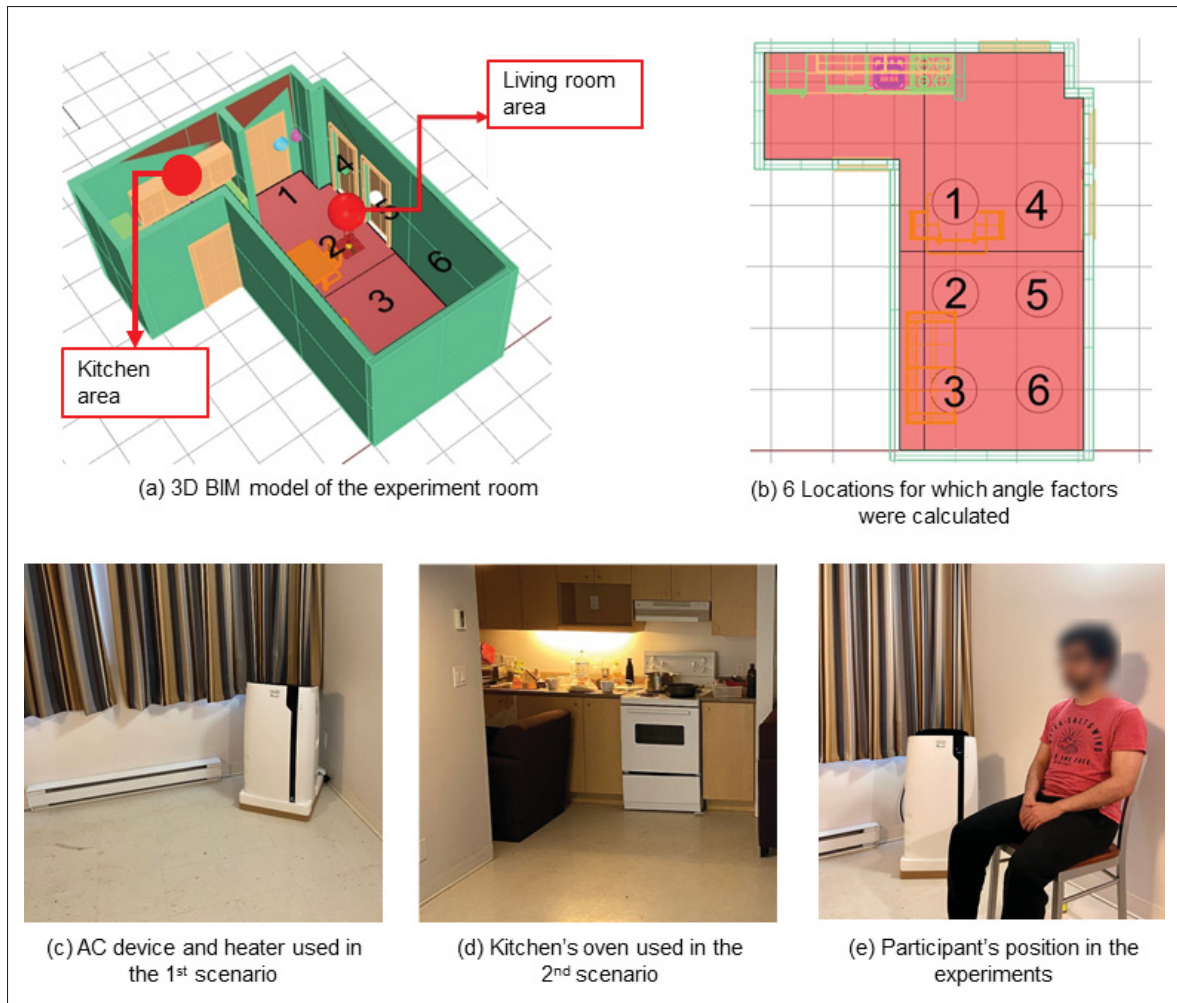 Living room
area
Kitchen
area
1
2
3
4
5
6
(a) 3D BIM model of the experiment room
1
4
2
5
3
6
(b) 6 Locations for which angle factors
were calculated
(c) AC device and heater used in
the 1st scenario
(d) Kitchen's oven used in the
2nd scenario
(e) Participant's position in the
experiments